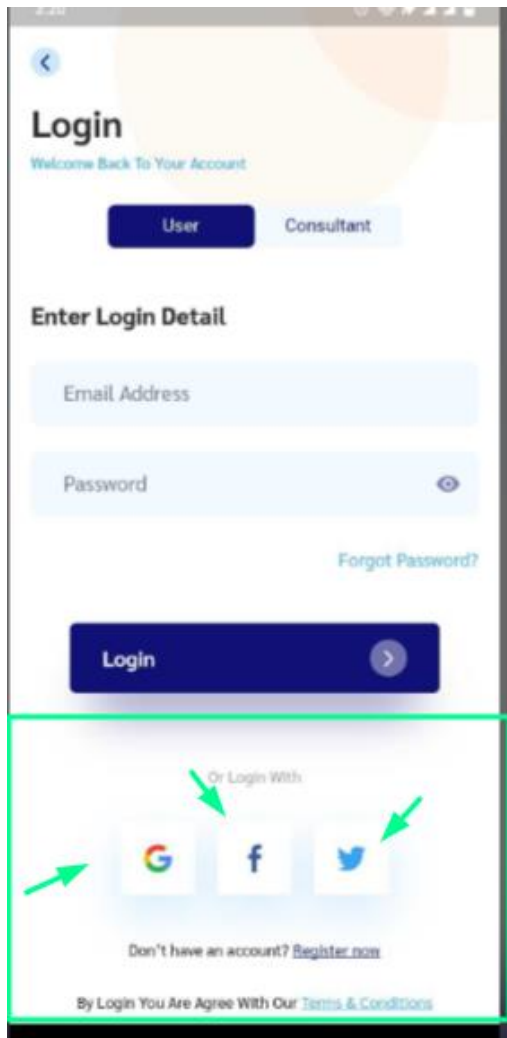 Login
Welcome Back To Your Account
User Consultant
Enter Login Detail
Email Address
Password
Forgot Password?
Login
Or Login With
G f
Don't have an account? Register now
By Login You Are Agree With Our Terms & Conditions